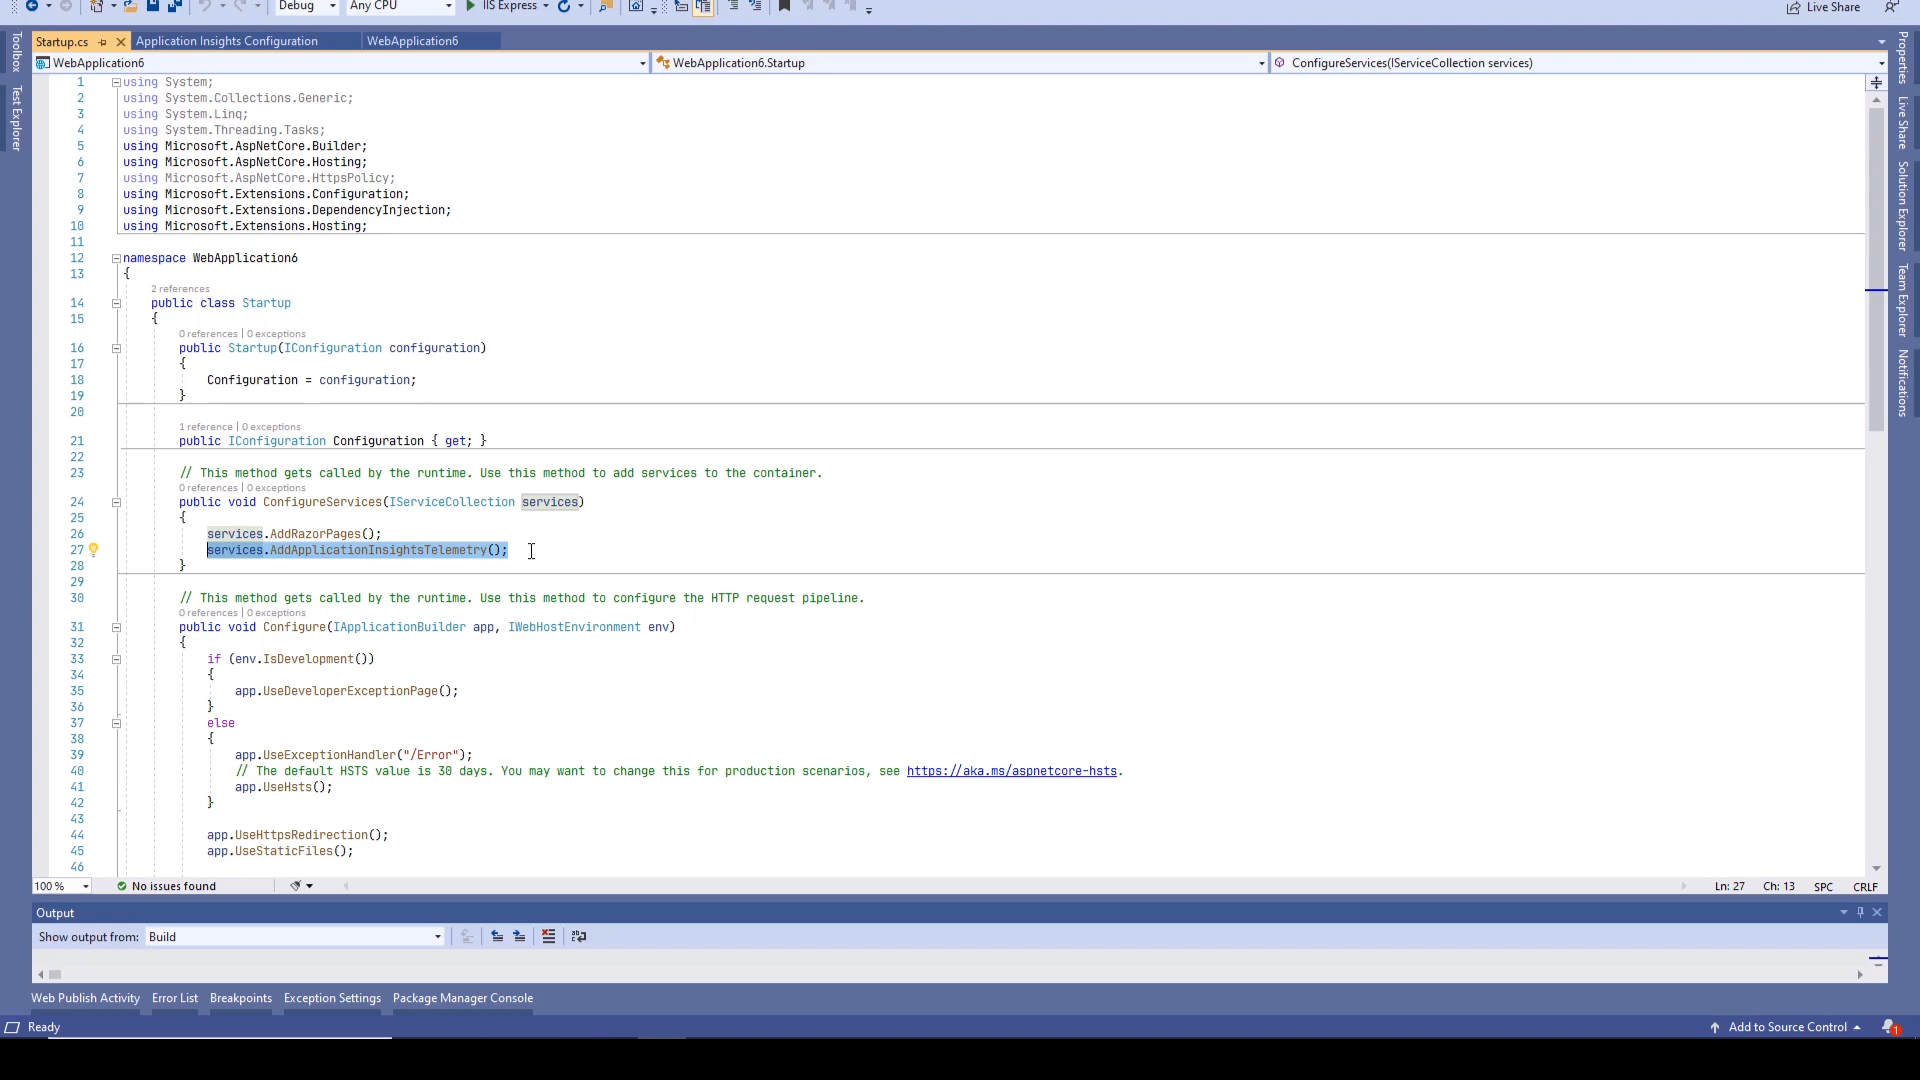 Debug Any CPU IIS Express Live Share
Startup.cs Application Insights Configuration WebApplication6
WebApplication6 WebApplication6.Startup ConfigureServices(IServiceCollection services)
Toolbox
Test Explorer
1 using System;
2 using System.Collections.Generic;
3 using System.Linq;
4 using System.Threading.Tasks;
5 using Microsoft.AspNetCore.Builder;
6 using Microsoft.AspNetCore.Hosting;
7 using Microsoft.AspNetCore.HttpsPolicy;
8 using Microsoft.Extensions.Configuration;
9 using Microsoft.Extensions.DependencyInjection;
10 using Microsoft.Extensions.Hosting;
11
12 namespace WebApplication6
13 {
2 references
14 public class Startup
15 {
0 references | 0 exceptions
16 public Startup(IConfiguration configuration)
17 {
18 Configuration = configuration;
19 }
20
1 reference | 0 exceptions
21 public IConfiguration Configuration { get; }
22
23 // This method gets called by the runtime. Use this method to add services to the container.
0 references | 0 exceptions
24 public void ConfigureServices(IServiceCollection services)
25 {
26 services.AddRazorPages();
27 services.AddApplicationInsightsTelemetry();
28 }
29
30 // This method gets called by the runtime. Use this method to configure the HTTP request pipeline.
0 references | 0 exceptions
31 public void Configure(IApplicationBuilder app, IWebHostEnvironment env)
32 {
33 if (env.IsDevelopment())
34 {
35 app.UseDeveloperExceptionPage();
36 }
37 else
38 {
39 app.UseExceptionHandler("/Error");
40 // The default HSTS value is 30 days. You may want to change this for production scenarios, see https://aka.ms/aspnetcore-hsts.
41 app.UseHsts();
42 }
43
44 app.UseHttpsRedirection();
45 app.UseStaticFiles();
46
Properties
Live Share
Solution Explorer
Team Explorer
Notifications
100 % No issues found Ln: 27 Ch: 13 SPC CRLF
Output
Show output from: Build
Web Publish Activity Error List Breakpoints Exception Settings Package Manager Console
Ready Add to Source Control 1